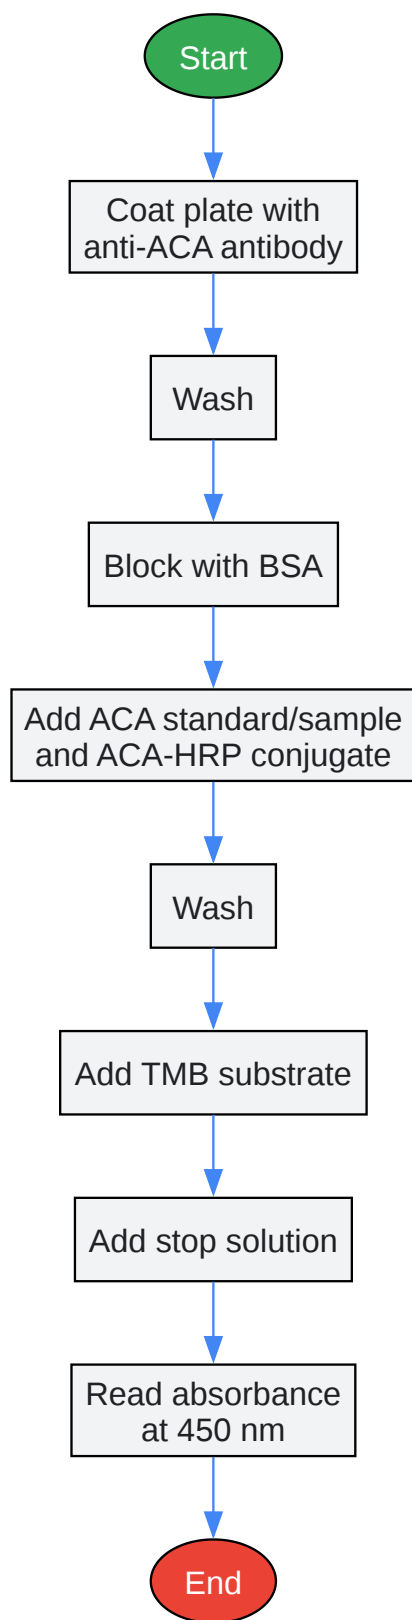 Start
Coat plate with
anti-ACA antibody
Wash
Block with BSA
Add ACA standard/sample
and ACA-HRP conjugate
Wash
Add TMB substrate
Add stop solution
Read absorbance
at 450 nm
End